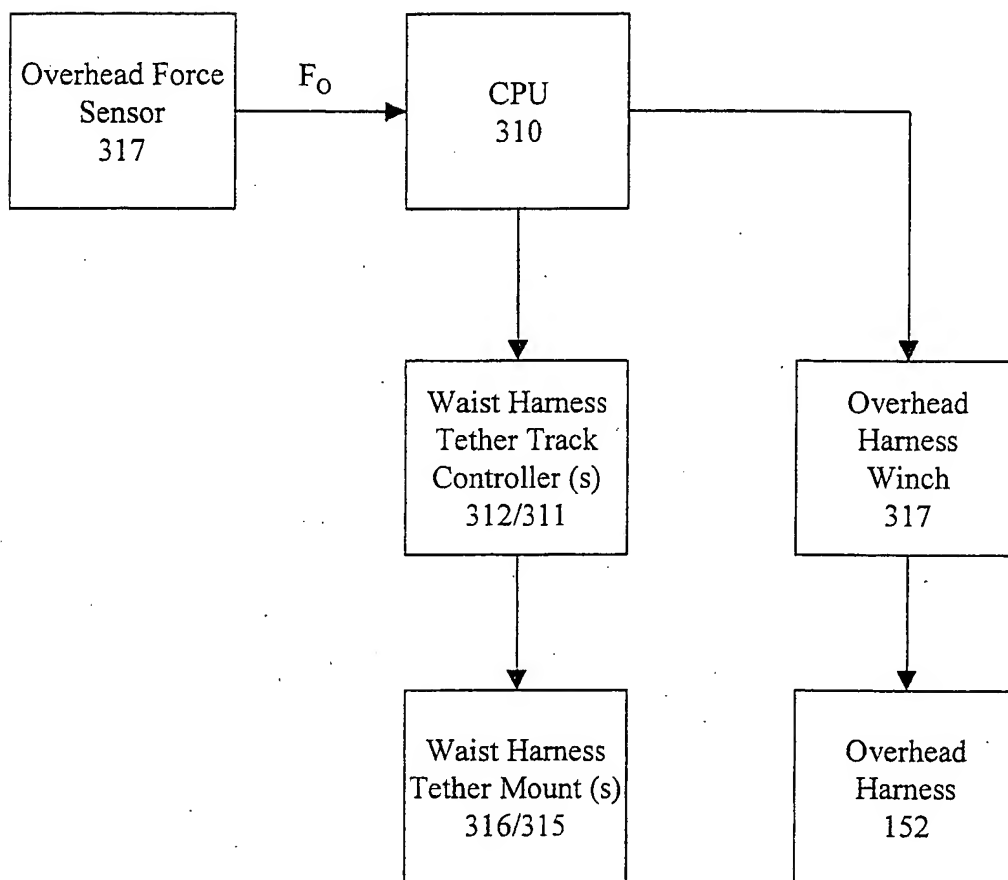 Overhead Force
Sensor
317
F_O
CPU
310
Waist Harness
Tether Track
Controller (s)
312/311
Overhead
Harness
Winch
317
Waist Harness
Tether Mount (s)
316/315
Overhead
Harness
152